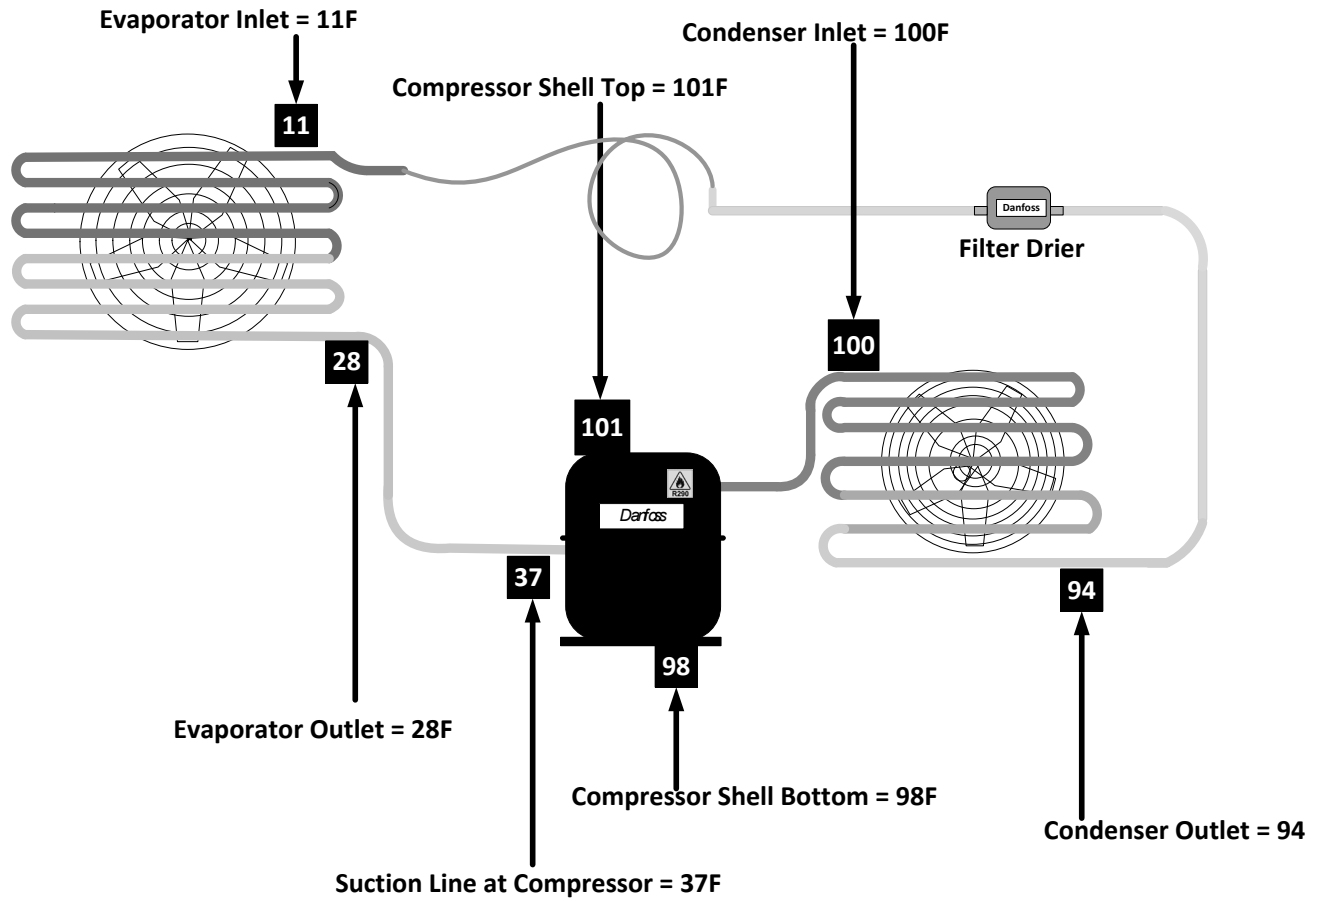 Evaporator Inlet = 11F
Condenser Inlet = 100F
Compressor Shell Top = 101F
11
Danfoss
Filter Drier
100
28
101
R290
Danfoss
37
94
98
Evaporator Outlet = 28F
Compressor Shell Bottom = 98F
Condenser Outlet = 94
Suction Line at Compressor = 37F